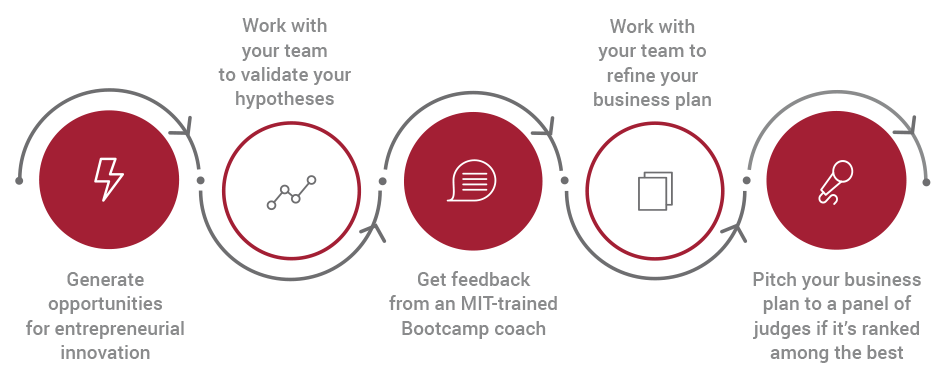 Generate
opportunities
for entrepreneurial
innovation
Work with
your team
to validate your
hypotheses
Get feedback
from an MIT-trained
Bootcamp coach
Work with
your team to
refine your
business plan
Pitch your business
plan to a panel of
judges if it's ranked
among the best